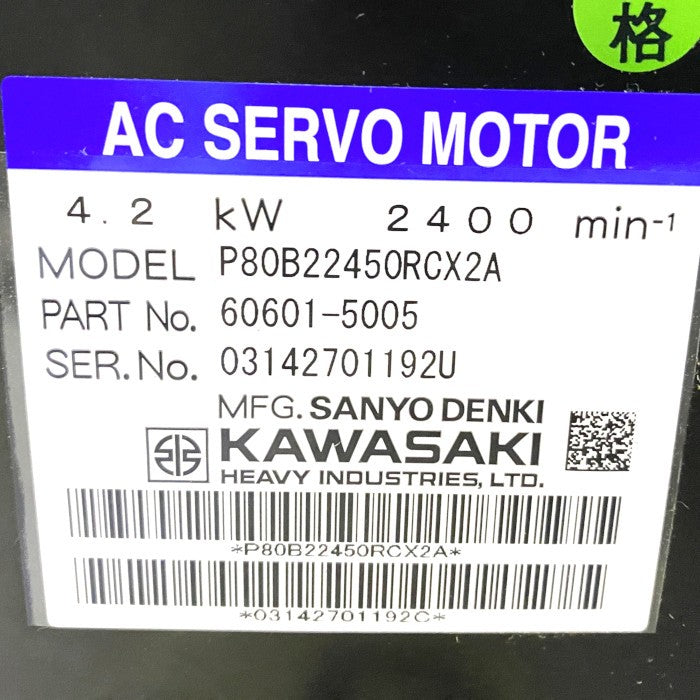 格
AC SERVO MOTOR
4.2 kW 2400 min-1
MODEL P80B22450RCX2A
PART No. 60601-5005
SER.No. 03142701192U
MFG. SANYO DENKI
KAWASAKI
HEAVY INDUSTRIES, LTD.
*P80B22450RCX2A*
*03142701192C*